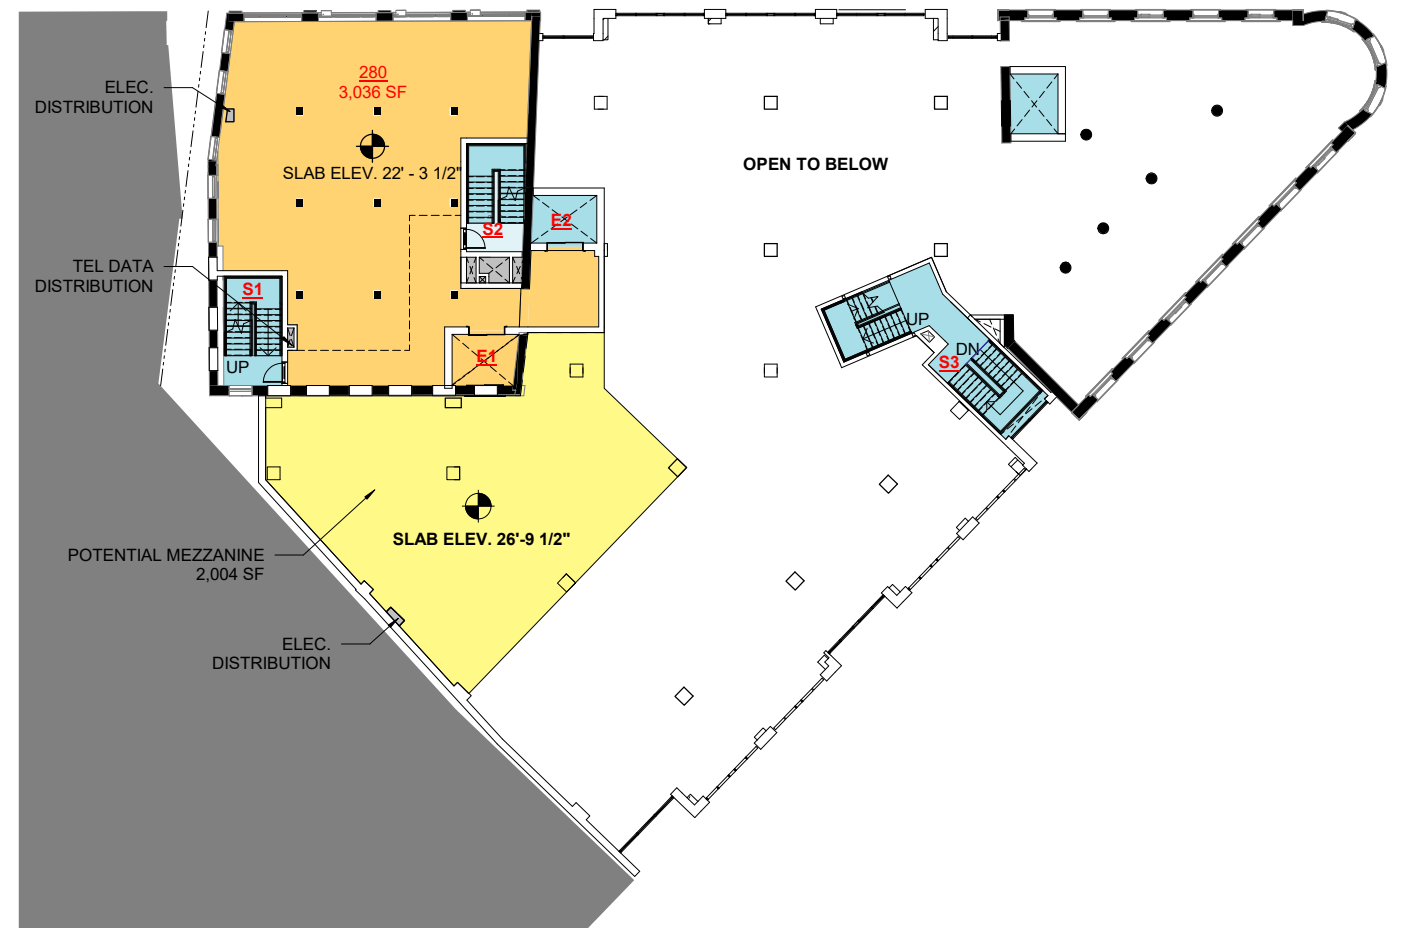 280
3,036 SF
ELEC.
DISTRIBUTION
SLAB ELEV. 22' - 3 1/2"
OPEN TO BELOW
S2
E2
TEL DATA
DISTRIBUTION
S1
UP
UP
DN
S3
E1
SLAB ELEV. 26'-9 1/2"
POTENTIAL MEZZANINE
2,004 SF
ELEC.
DISTRIBUTION